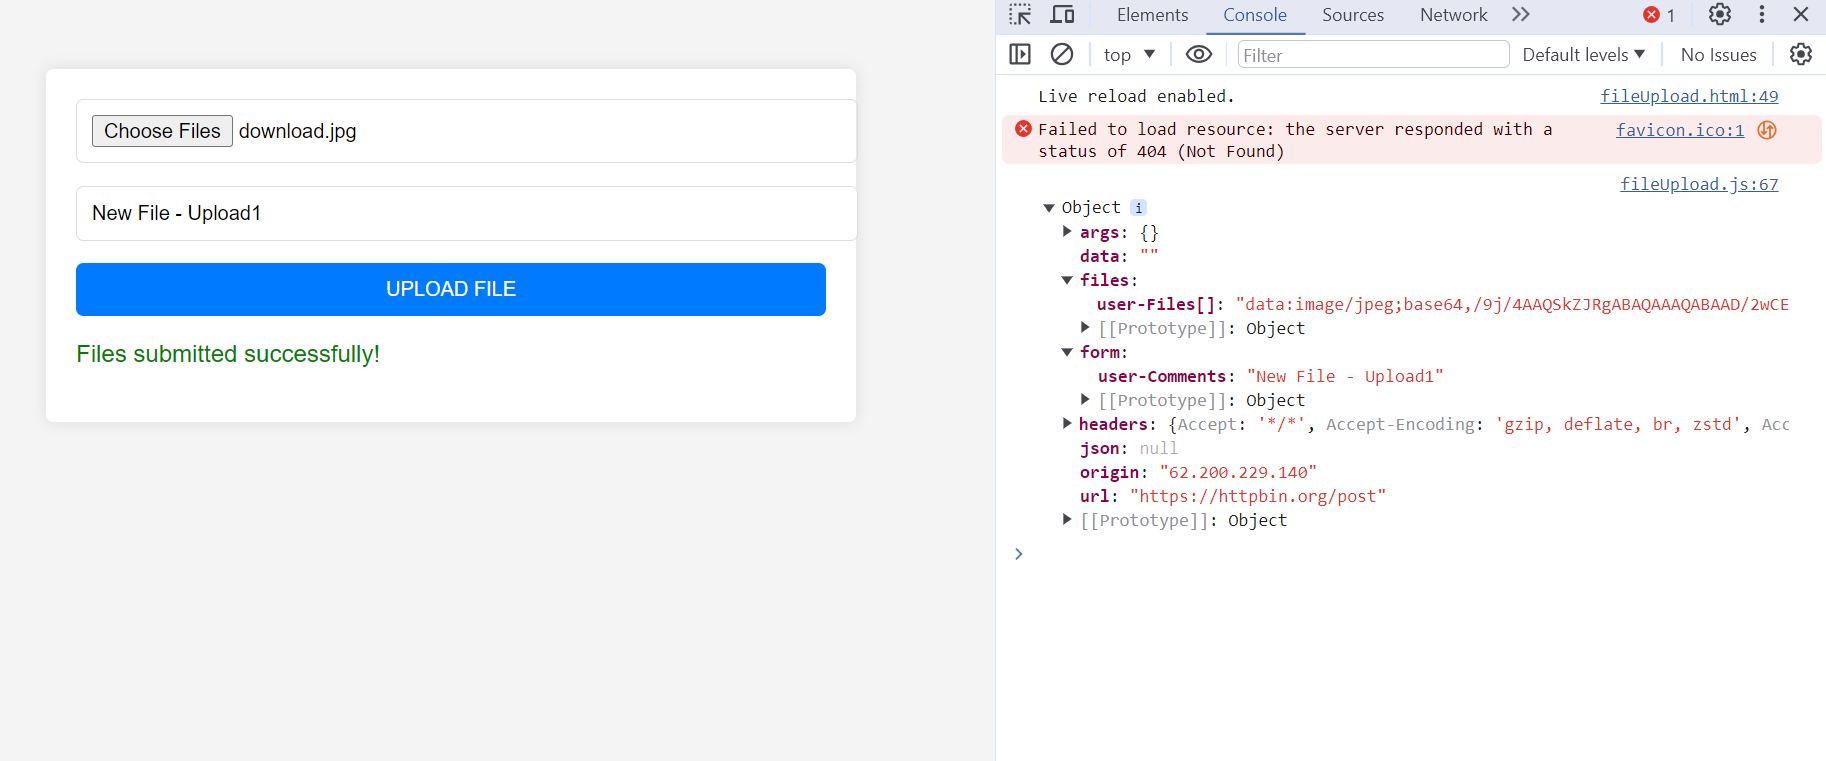 Choose Files download.jpg
New File - Upload1
UPLOAD FILE
Files submitted successfully!
Elements Console Sources Network 1
top Filter Default levels No Issues
Live reload enabled. fileUpload.html:49
Failed to load resource: the server responded with a favicon.ico:1
status of 404 (Not Found)
fileUpload.js:67
Object i
args: {}
data: ""
files:
user-Files[]: "data:image/jpeg;base64,/9j/4AAQSkZJRgABAQAAAQABAAD/2wCE
[[Prototype]]: Object
form:
user-Comments: "New File - Upload1"
[[Prototype]]: Object
headers: {Accept: '*/*', Accept-Encoding: 'gzip, deflate, br, zstd', Acc
json: null
origin: "62.200.229.140"
url: "https://httpbin.org/post"
[[Prototype]]: Object